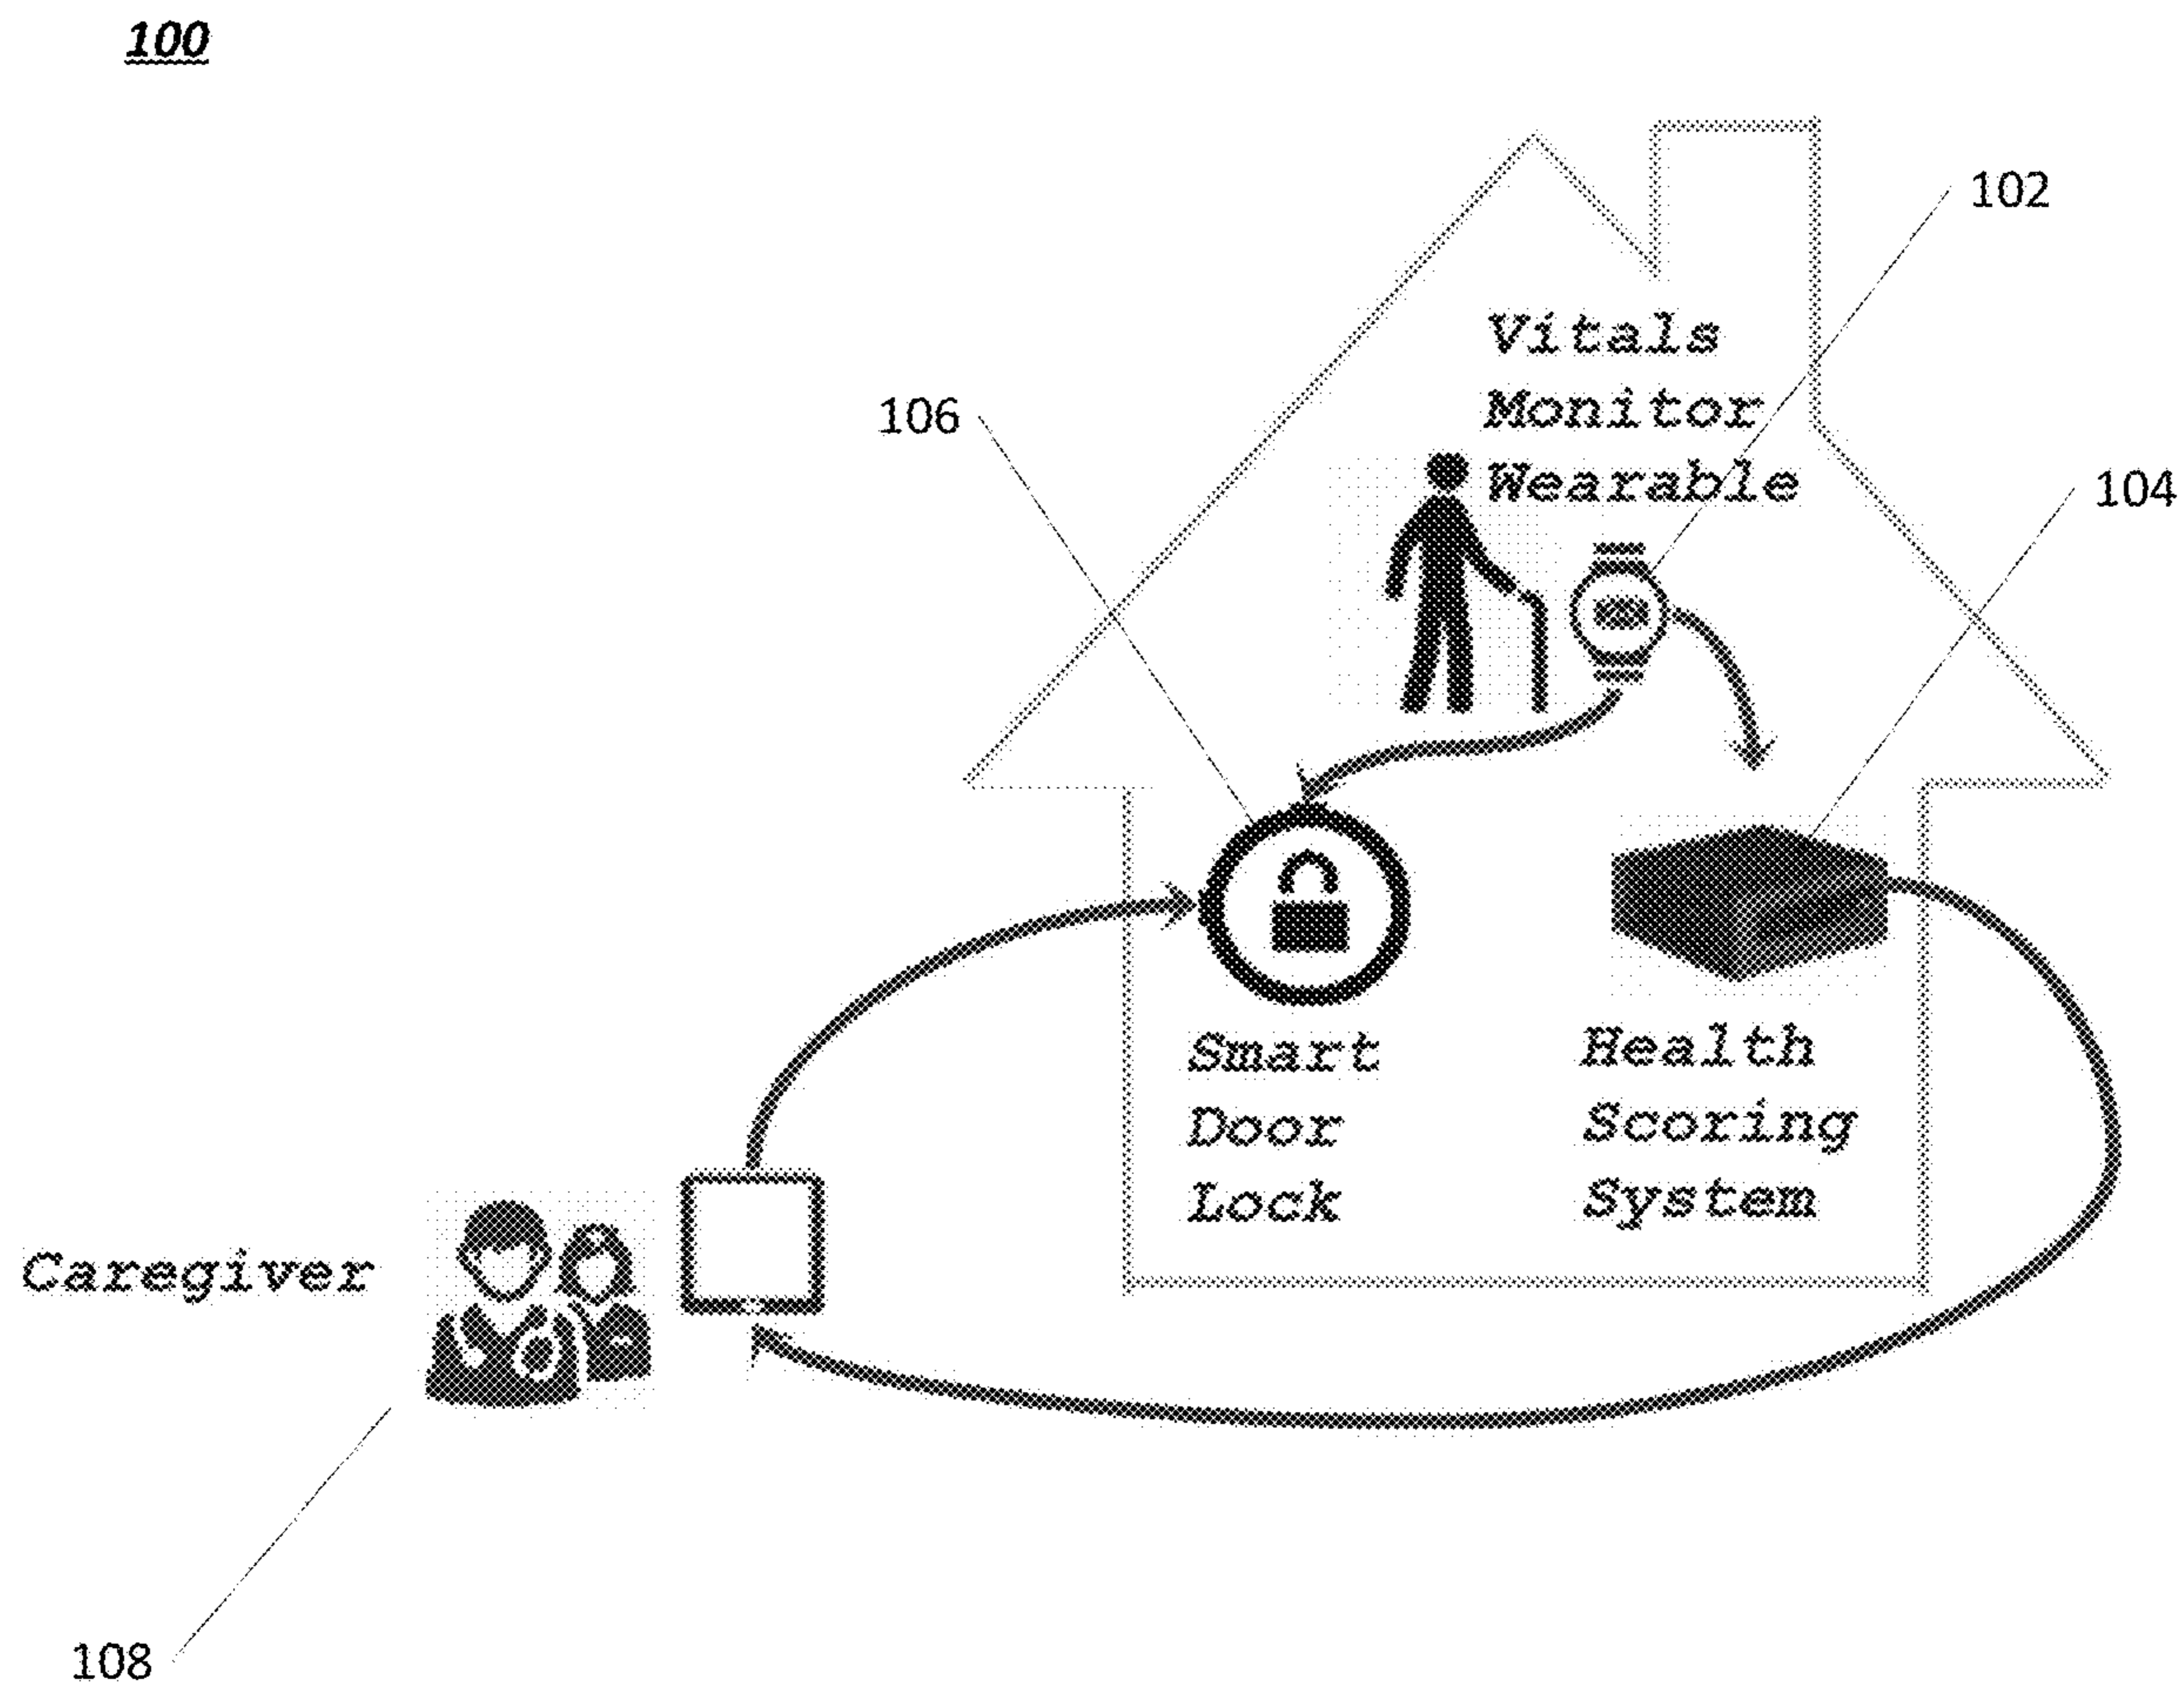 100
102
Vitals
Monitor
Wearable
106
104
Smart
Door
Lock
Health
Scoring
System
Caregiver
108